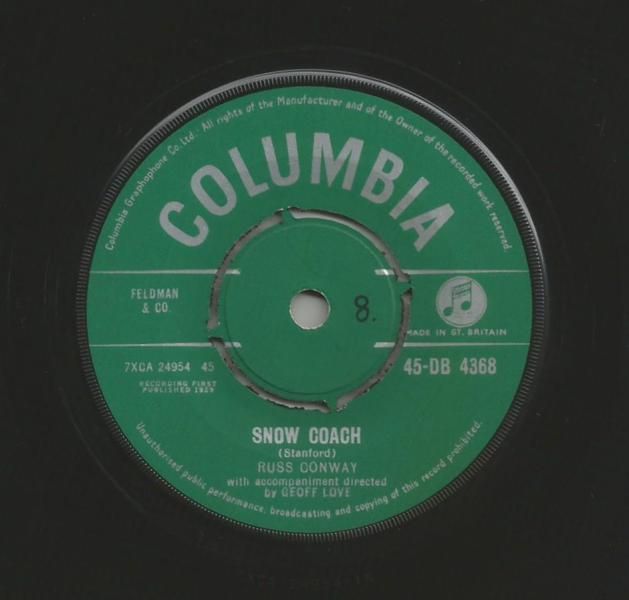 Columbia Graphophone Co. Ltd. All rights of the Manufacturer and of the Owner of the recorded work reserved.
COLUMBIA
FELDMAN
& CO.
8.
MADE IN GT. BRITAIN
7XCA 24954 45
45-DB 4368
RECORDING FIRST
PUBLISHED 1959
SNOW COACH
(Stanford)
RUSS CONWAY
with accompaniment directed
by GEOFF LOVE
Unauthorised public performance, broadcasting and copying of this record prohibited.